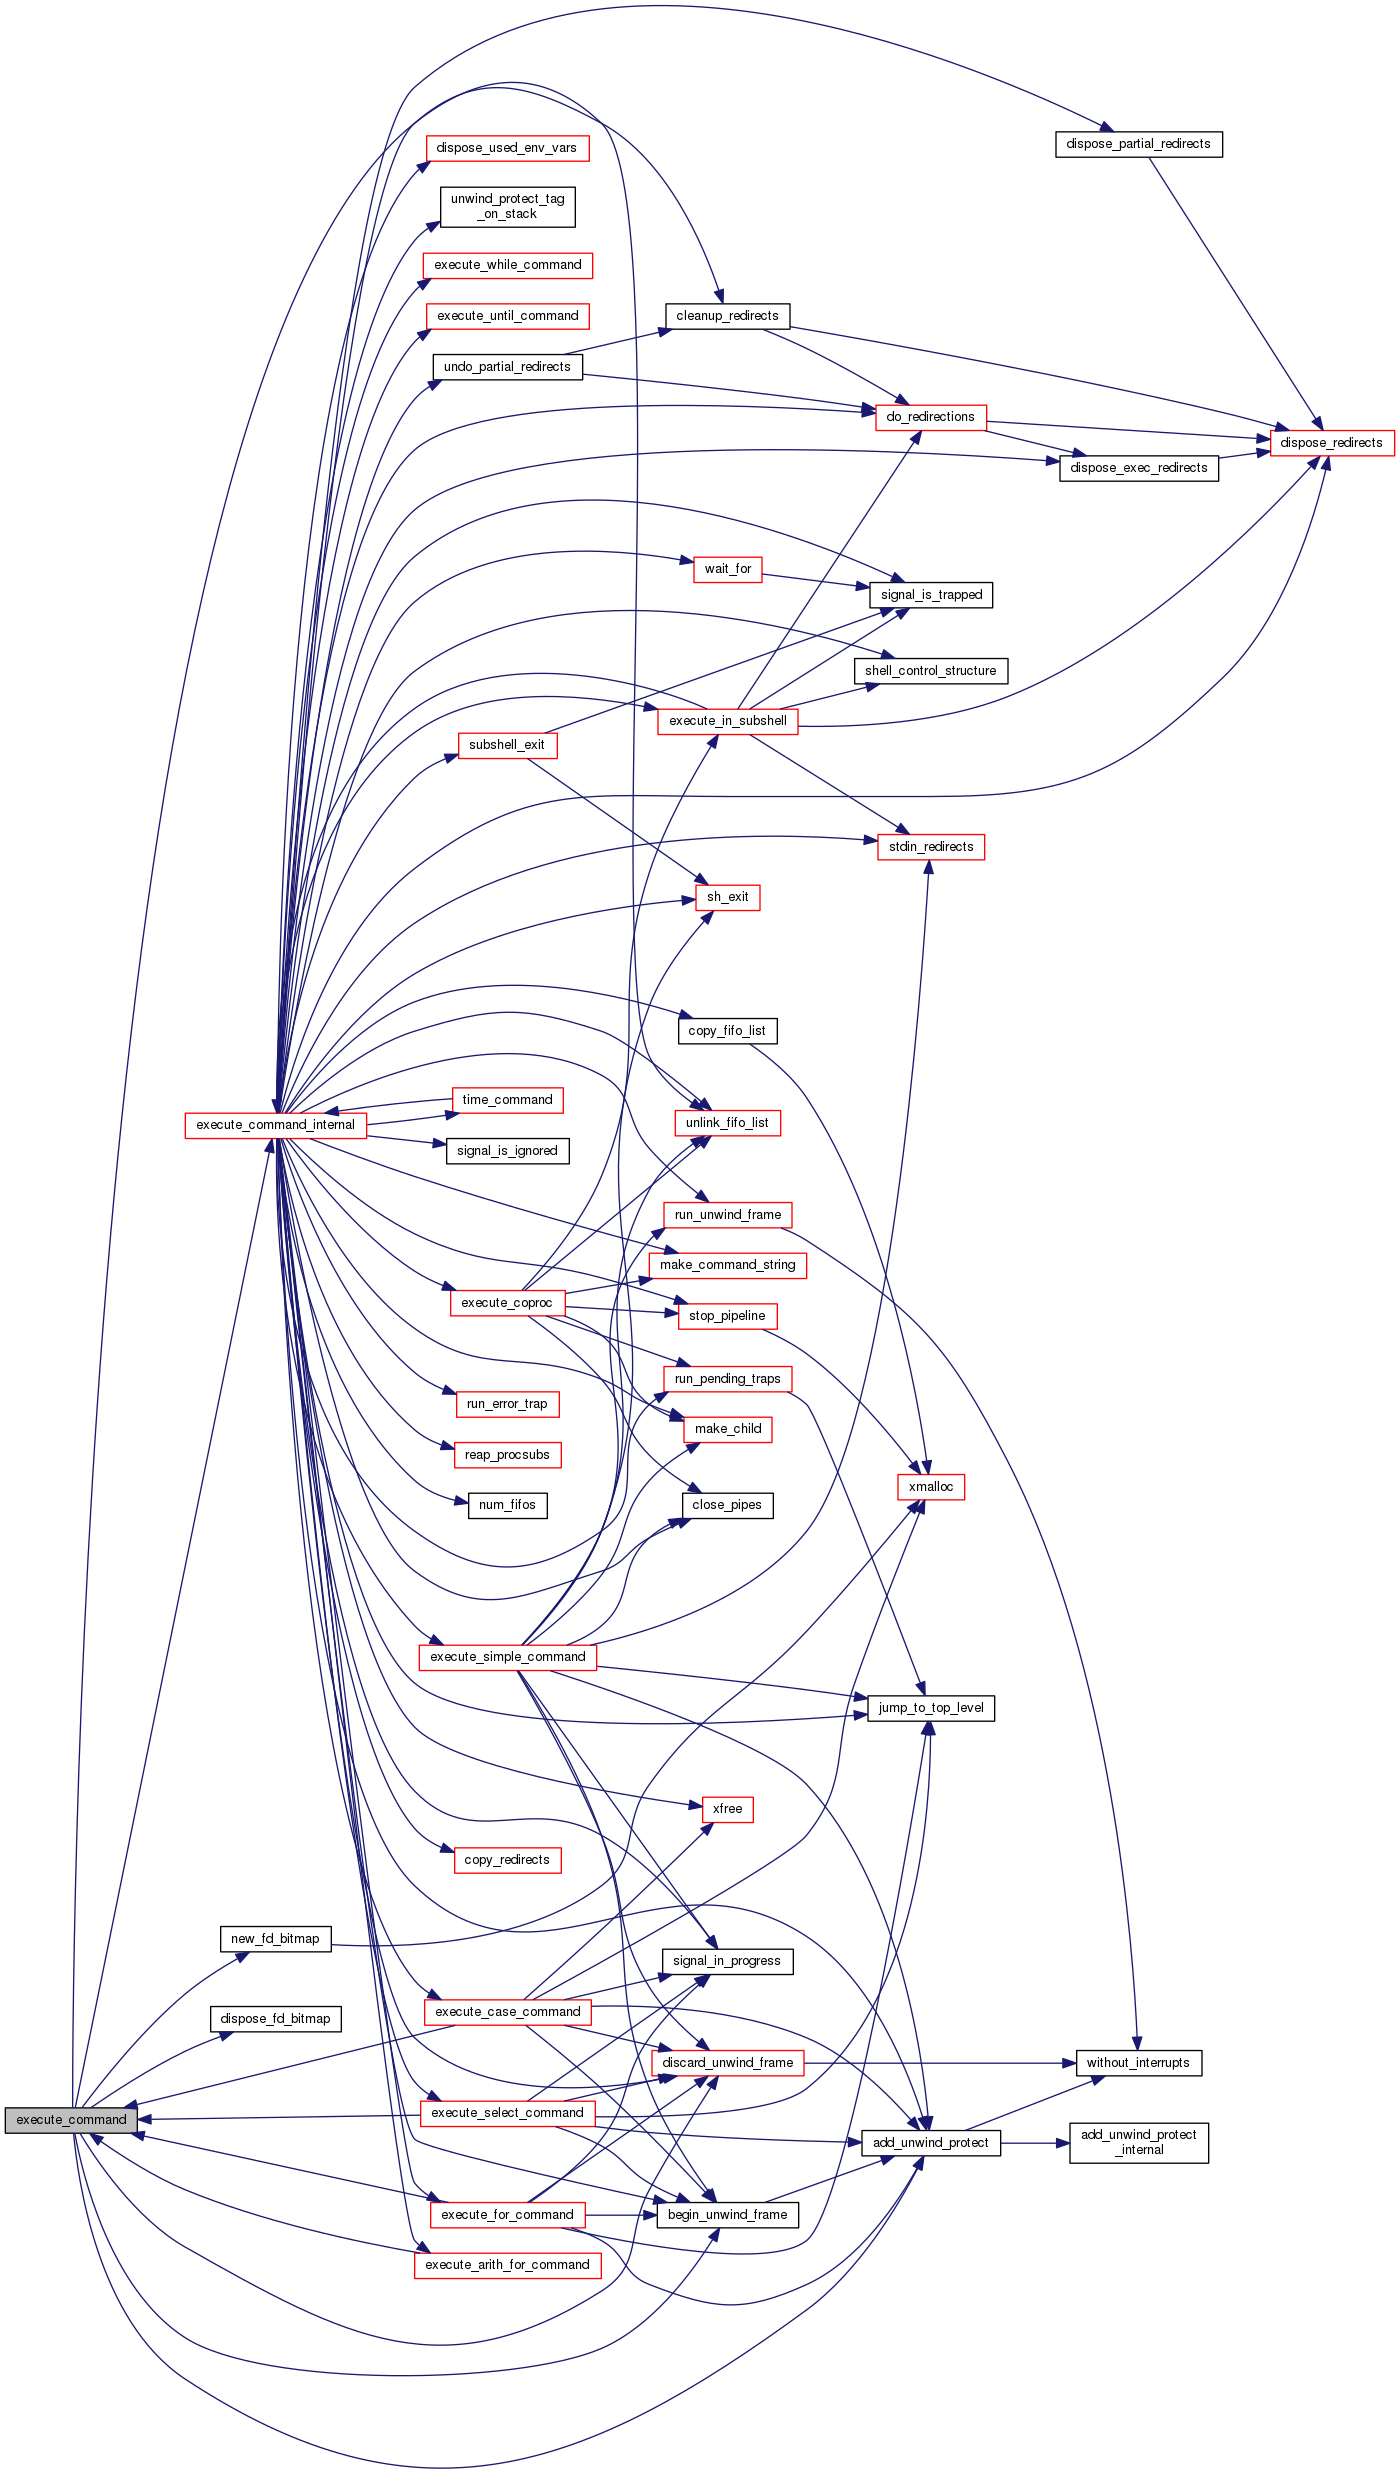 dispose_partial_redirects
dispose_used_env_vars
unwind_protect_tag
_on_stack
execute_while_command
execute_until_command
cleanup_redirects
undo_partial_redirects
do_redirections
dispose_redirects
dispose_exec_redirects
wait_for
signal_is_trapped
shell_control_structure
execute_in_subshell
subshell_exit
stdin_redirects
sh_exit
copy_fifo_list
time_command
execute_command_internal
unlink_fifo_list
signal_is_ignored
run_unwind_frame
make_command_string
execute_coproc
stop_pipeline
run_pending_traps
run_error_trap
make_child
reap_procsubs
xmalloc
num_fifos
close_pipes
execute_simple_command
jump_to_top_level
xfree
copy_redirects
new_fd_bitmap
signal_in_progress
execute_case_command
dispose_fd_bitmap
discard_unwind_frame
without_interrupts
execute_select_command
execute_command
add_unwind_protect
add_unwind_protect
_internal
execute_for_command
begin_unwind_frame
execute_arith_for_command